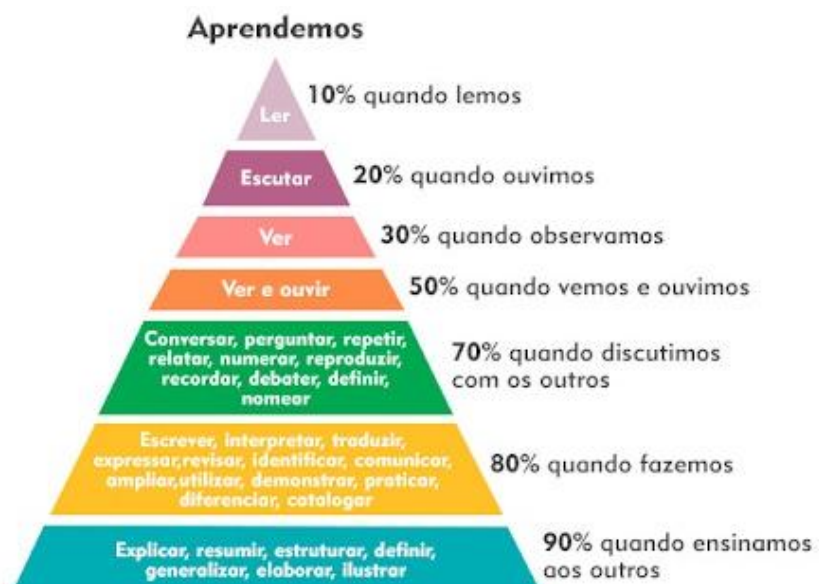 Aprendemos
Ler
10% quando lemos
Escutar
20% quando ouvimos
Ver
30% quando observamos
Ver e ouvir
50% quando vemos e ouvimos
Conversar, perguntar, repetir,
relatar, numerar, reproduzir,
recordar, debater, definir,
nomear
70% quando discutimos
com os outros
Escrever, interpretar, traduzir,
expressar,revisar, identificar, comunicar,
ampliar,utilizar, demonstrar, praticar,
diferenciar, catalogar
80% quando fazemos
Explicar, resumir, estruturar, definir,
generalizar, elaborar, ilustrar
90% quando ensinamos
aos outros